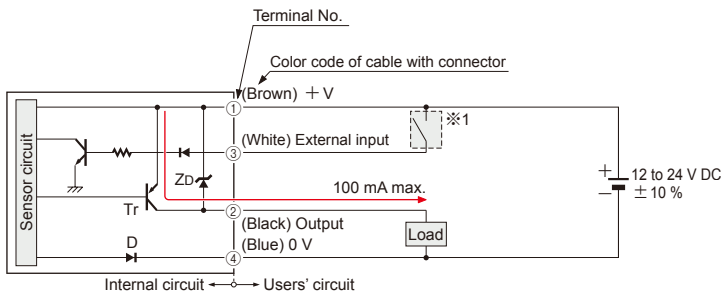 Terminal No.
Color code of cable with connector
(Brown) +V
1
※1
(White) External input
3
Sensor circuit
ZD
100 mA max.
+
12 to 24 V DC
−
±10 %
Tr
2
(Black) Output
Load
(Blue) 0 V
D
4
Internal circuit
Users' circuit